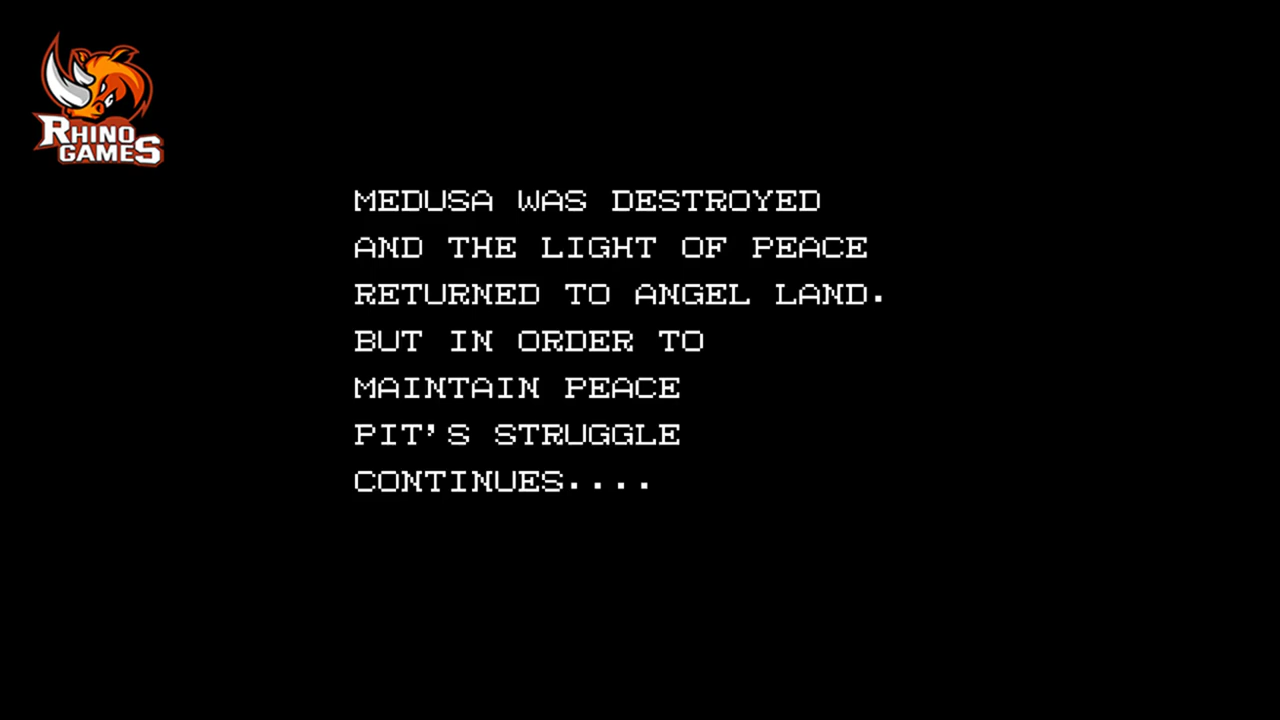 RHINO
GAMES
MEDUSA WAS DESTROYED
AND THE LIGHT OF PEACE
RETURNED TO ANGEL LAND.
BUT IN ORDER TO
MAINTAIN PEACE
PIT'S STRUGGLE
CONTINUES....